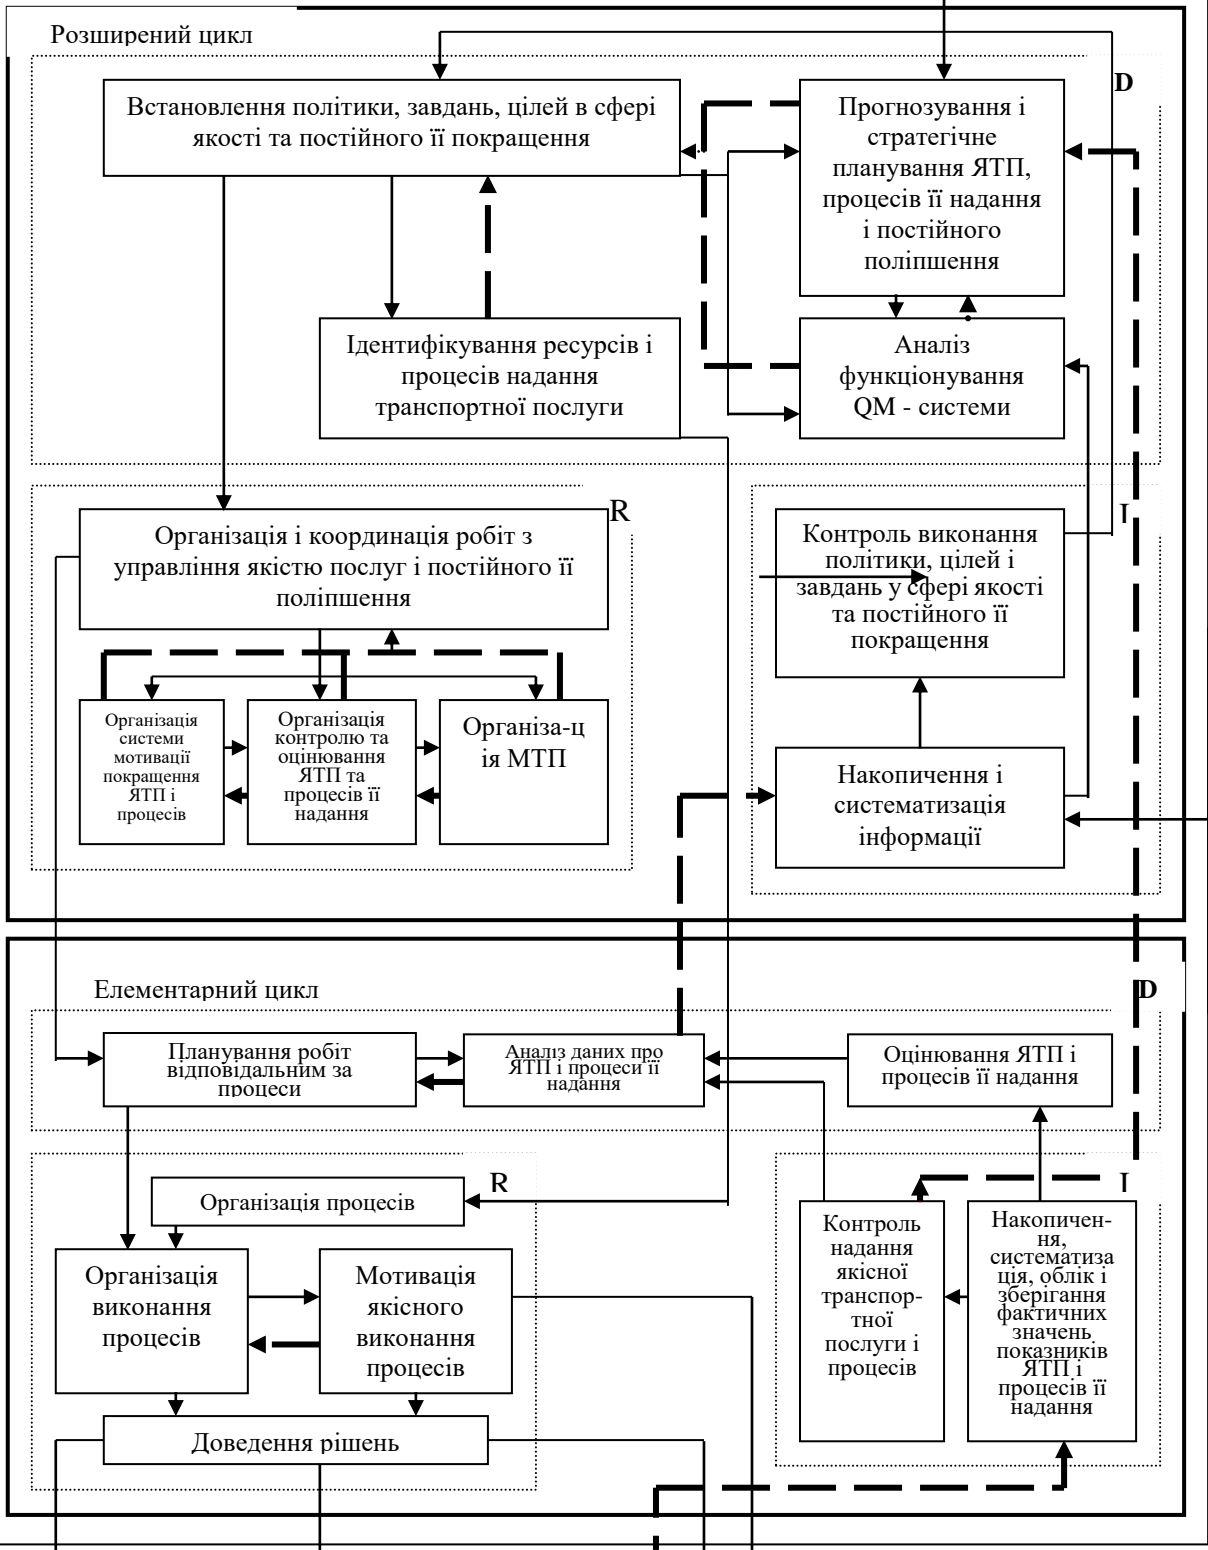 Розширений цикл
D
Встановлення політики, завдань, цілей в сфері
якості та постійного її покращення
Прогнозування і
стратегічне
планування ЯТП,
процесів її надання
і постійного
поліпшення
Ідентифікування ресурсів і
процесів надання
транспортної послуги
Аналіз
функціонування
QM - системи
R
Організація і координація робіт з
управління якістю послуг і постійного її
поліпшення
Організація
системи
мотивації
покращення
ЯТП і
процесів
Організація
контролю та
оцінювання
ЯТП та
процесів її
надання
Організа-ц
ія МТП
I
Контроль виконання
політики, цілей і
завдань у сфері якості
та постійного її
покращення
Накопичення і
систематизація
інформації
Елементарний цикл
D
Планування робіт
відповідальним за
процеси
Аналіз даних про
ЯТП і процеси її
надання
Оцінювання ЯТП і
процесів її надання
R
Організація процесів
Організація
виконання
процесів
Мотивація
якісного
виконання
процесів
Доведення рішень
I
Контроль
надання
якісної
транспор-
тної
послуги і
процесів
Накопичен-
ня,
систематиза
ція, облік і
зберігання
фактичних
значень
показників
ЯТП і
процесів її
надання